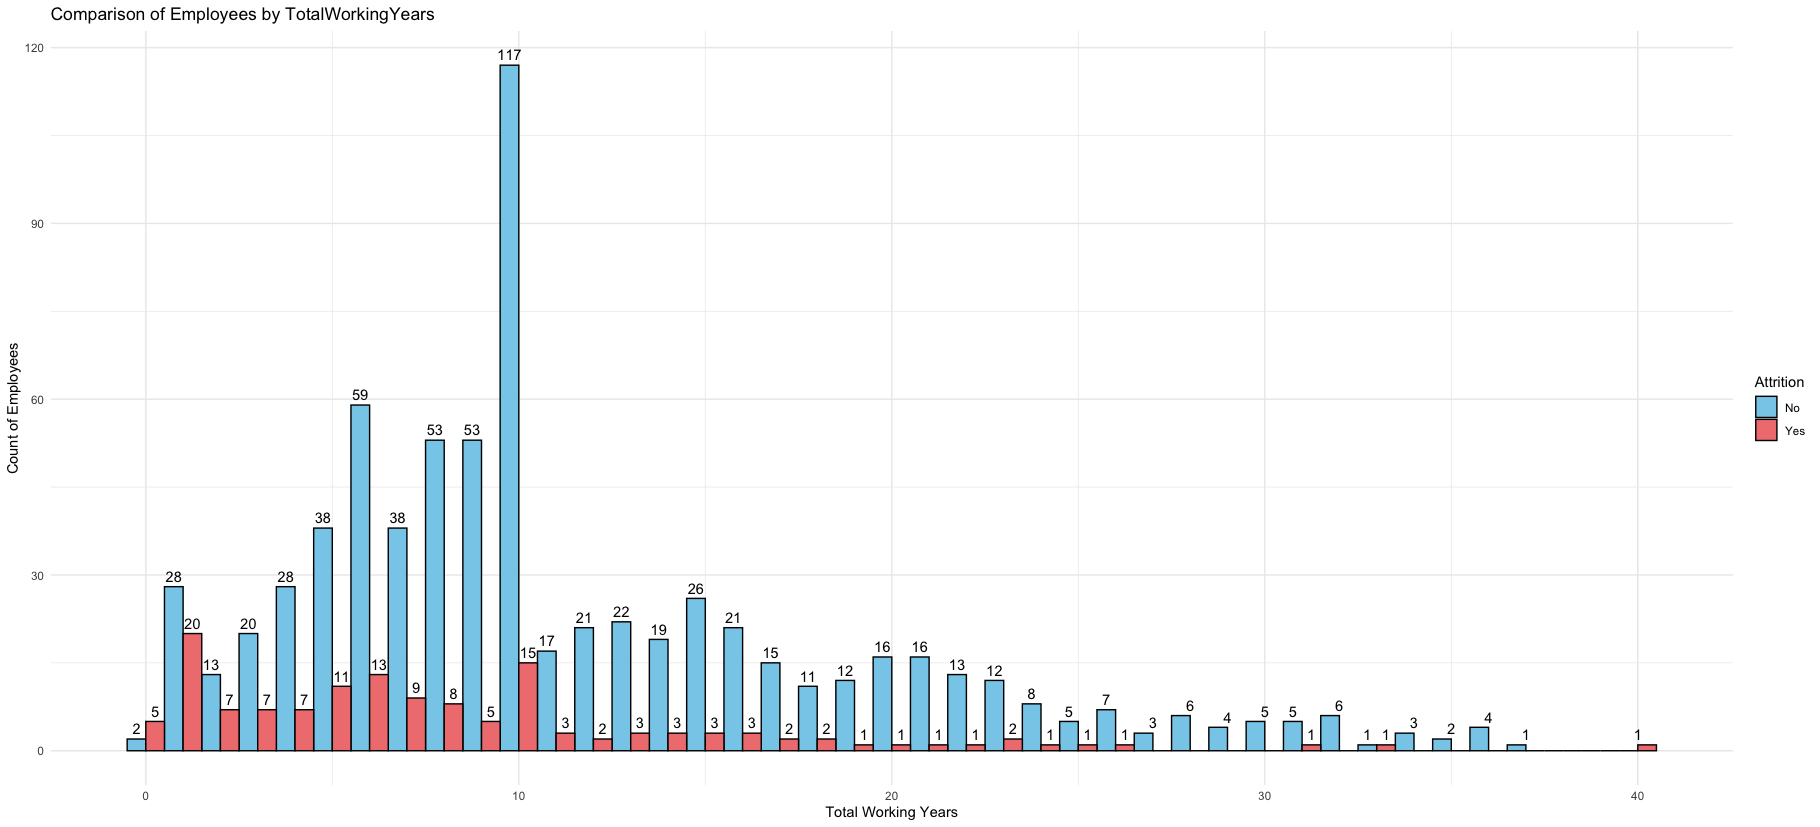 Comparison of Employees by TotalWorkingYears
Count of Employees
120
90
60
30
0
2 5 28 20 13 7 20 7 28 7 38 11 59 13 38 9 53 8 53 5 117 15 17 3 21 2 22 3 19 3 26 3 21 3 15 2 11 2 12 1 16 1 16 1 13 1 12 2 8 1 5 1 7 1 3 6 4 5 5 1 6 1 1 3 2 4 1 1
0 10 20 30 40
Total Working Years
Attrition
No
Yes